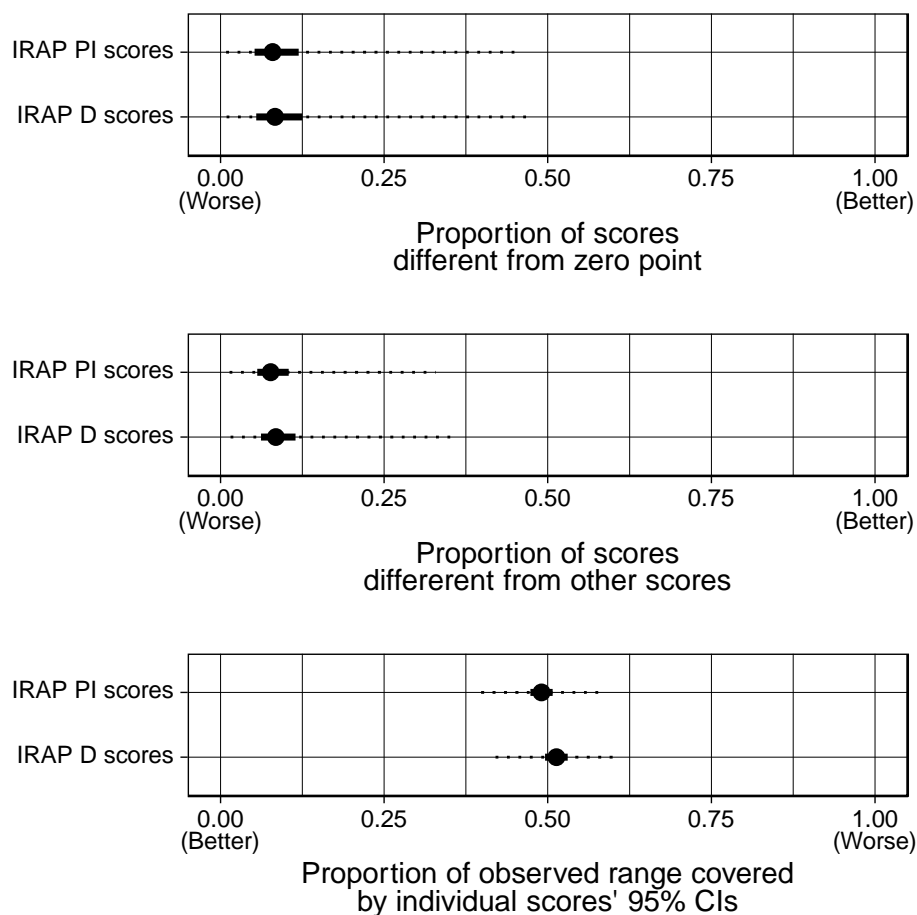 IRAP PI scores
IRAP D scores
0.00 0.25 0.50 0.75 1.00
(Worse) (Better)
Proportion of scores
different from zero point
IRAP PI scores
IRAP D scores
0.00 0.25 0.50 0.75 1.00
(Worse) (Better)
Proportion of scores
differerent from other scores
IRAP PI scores
IRAP D scores
0.00 0.25 0.50 0.75 1.00
(Better) (Worse)
Proportion of observed range covered
by individual scores' 95% CIs